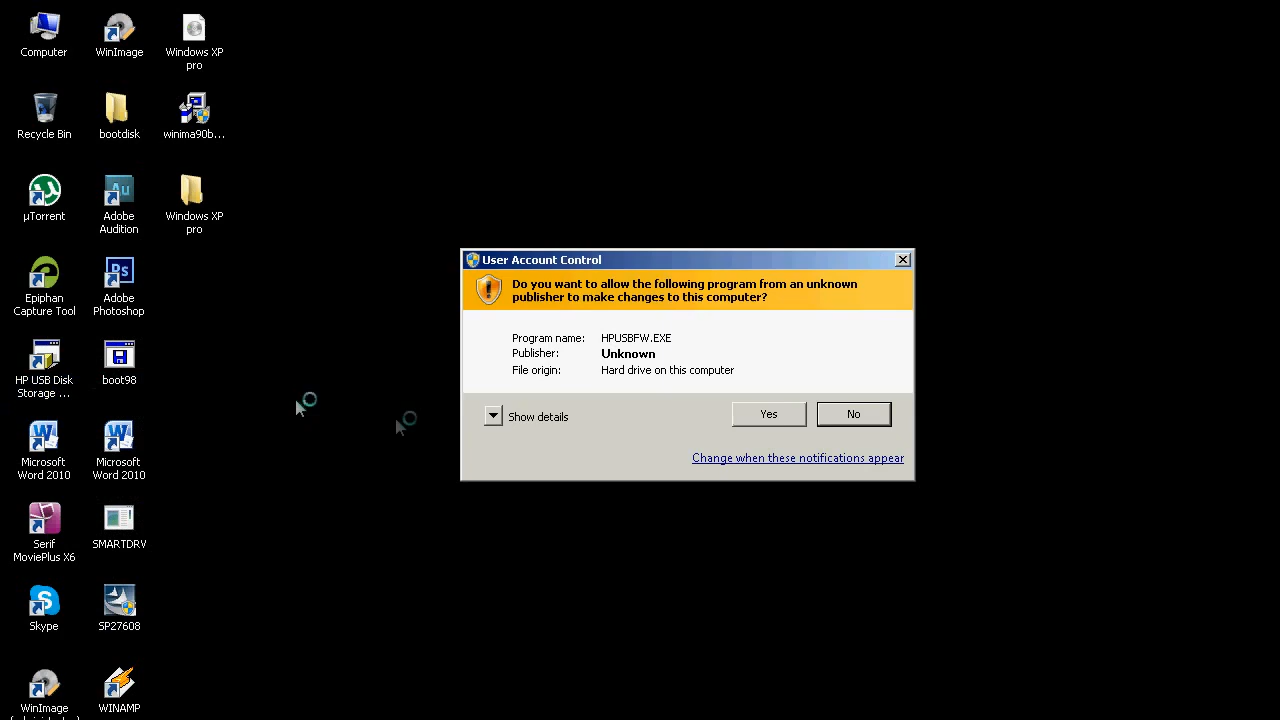 Computer
WinImage
Windows XP
pro
Recycle Bin
bootdisk
winima90b...
µTorrent
Adobe
Audition
Windows XP
pro
Epiphan
Capture Tool
Adobe
Photoshop
HP USB Disk
Storage ...
boot98
Microsoft
Word 2010
Microsoft
Word 2010
Serif
MoviePlus X6
SMARTDRV
Skype
SP27608
WinImage
WINAMP
User Account Control
Do you want to allow the following program from an unknown
publisher to make changes to this computer?
Program name: HPUSBFW.EXE
Publisher: Unknown
File origin: Hard drive on this computer
Show details
Yes
No
Change when these notifications appear